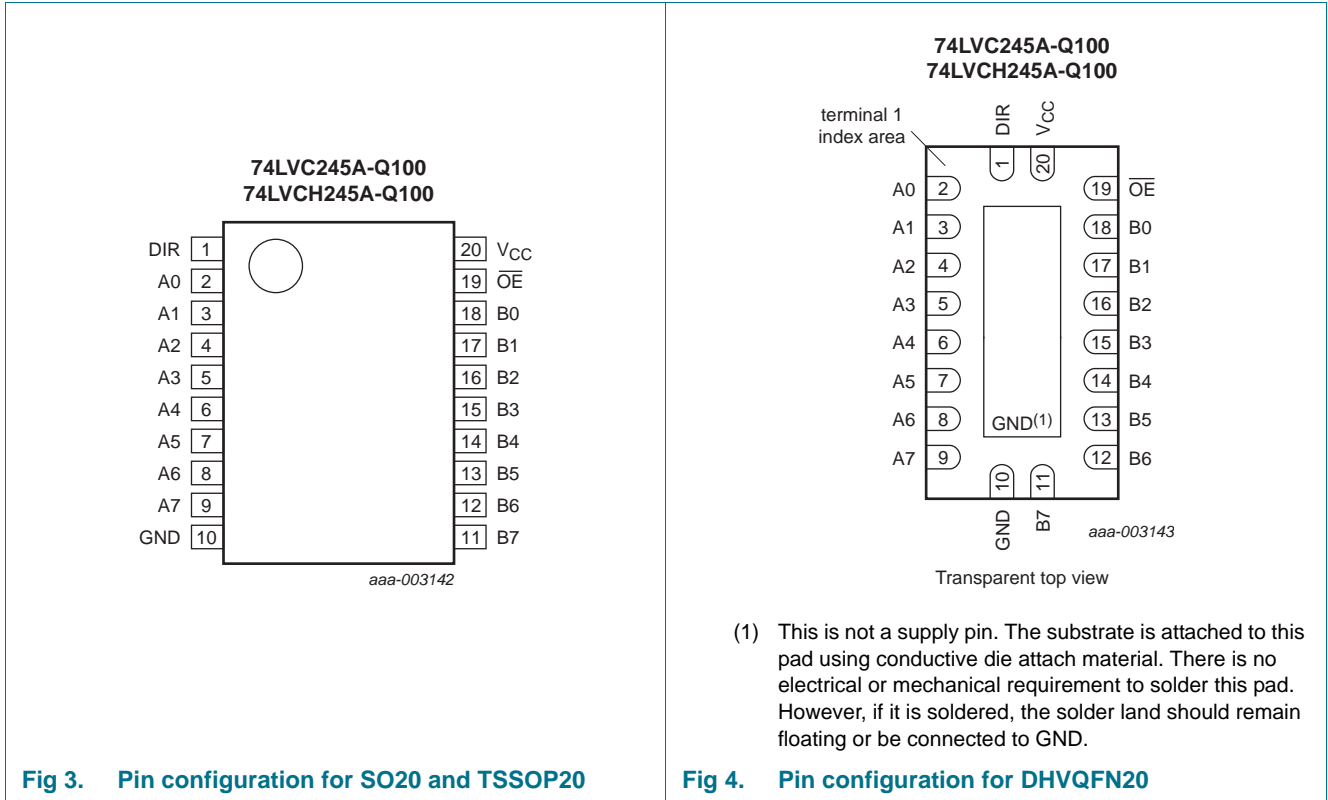 74LVC245A-Q100
74LVCH245A-Q100
DIR 1
A0 2
A1 3
A2 4
A3 5
A4 6
A5 7
A6 8
A7 9
GND 10
20 VCC
19 OE
18 B0
17 B1
16 B2
15 B3
14 B4
13 B5
12 B6
11 B7
aaa-003142
Fig 3. Pin configuration for SO20 and TSSOP20
74LVC245A-Q100
74LVCH245A-Q100
terminal 1
index area
DIR
VCC
1
20
A0 2
A1 3
A2 4
A3 5
A4 6
A5 7
A6 8
A7 9
19 OE
18 B0
17 B1
16 B2
15 B3
14 B4
13 B5
12 B6
GND(1)
10
11
GND
B7
aaa-003143
Transparent top view
(1) This is not a supply pin. The substrate is attached to this
pad using conductive die attach material. There is no
electrical or mechanical requirement to solder this pad.
However, if it is soldered, the solder land should remain
floating or be connected to GND.
Fig 4. Pin configuration for DHVQFN20